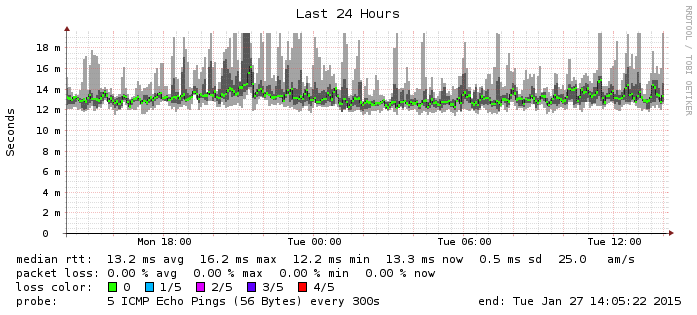 Last 24 Hours
RRDTOOL / TOBI OETIKER
Seconds
18 m
16 m
14 m
12 m
10 m
8 m
6 m
4 m
2 m
0
Mon 18:00 Tue 00:00 Tue 06:00 Tue 12:00
median rtt: 13.2 ms avg 16.2 ms max 12.2 ms min 13.3 ms now 0.5 ms sd 25.0 am/s
packet loss: 0.00 % avg 0.00 % max 0.00 % min 0.00 % now
loss color: 0 1/5 2/5 3/5 4/5
probe: 5 ICMP Echo Pings (56 Bytes) every 300s end: Tue Jan 27 14:05:22 2015